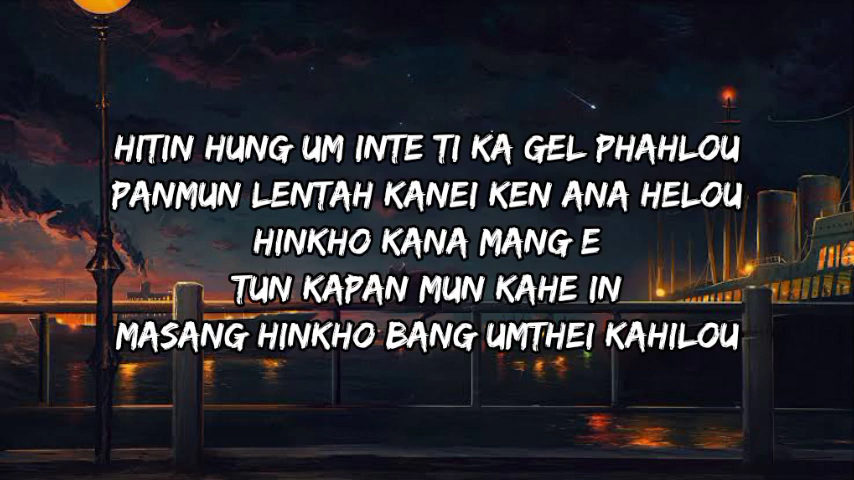 HITIN HUNG UM INTE TI KA GEL PHAHLOU
PANMUN LENTAH KANEI KEN ANA HELOU
HINKHO KANA MANG E
TUN KAPAN MUN KAHE IN
MASANG HINKHO BANG UMTHEI KAHILOU